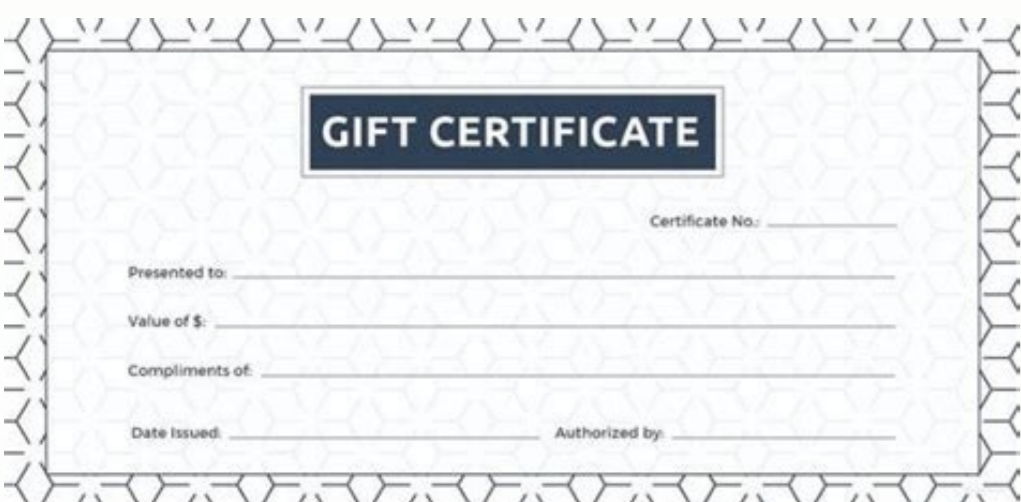 GIFT CERTIFICATE
Certificate No.:
Presented to:
Value of $:
Compliments of:
Date Issued: Authorized by: